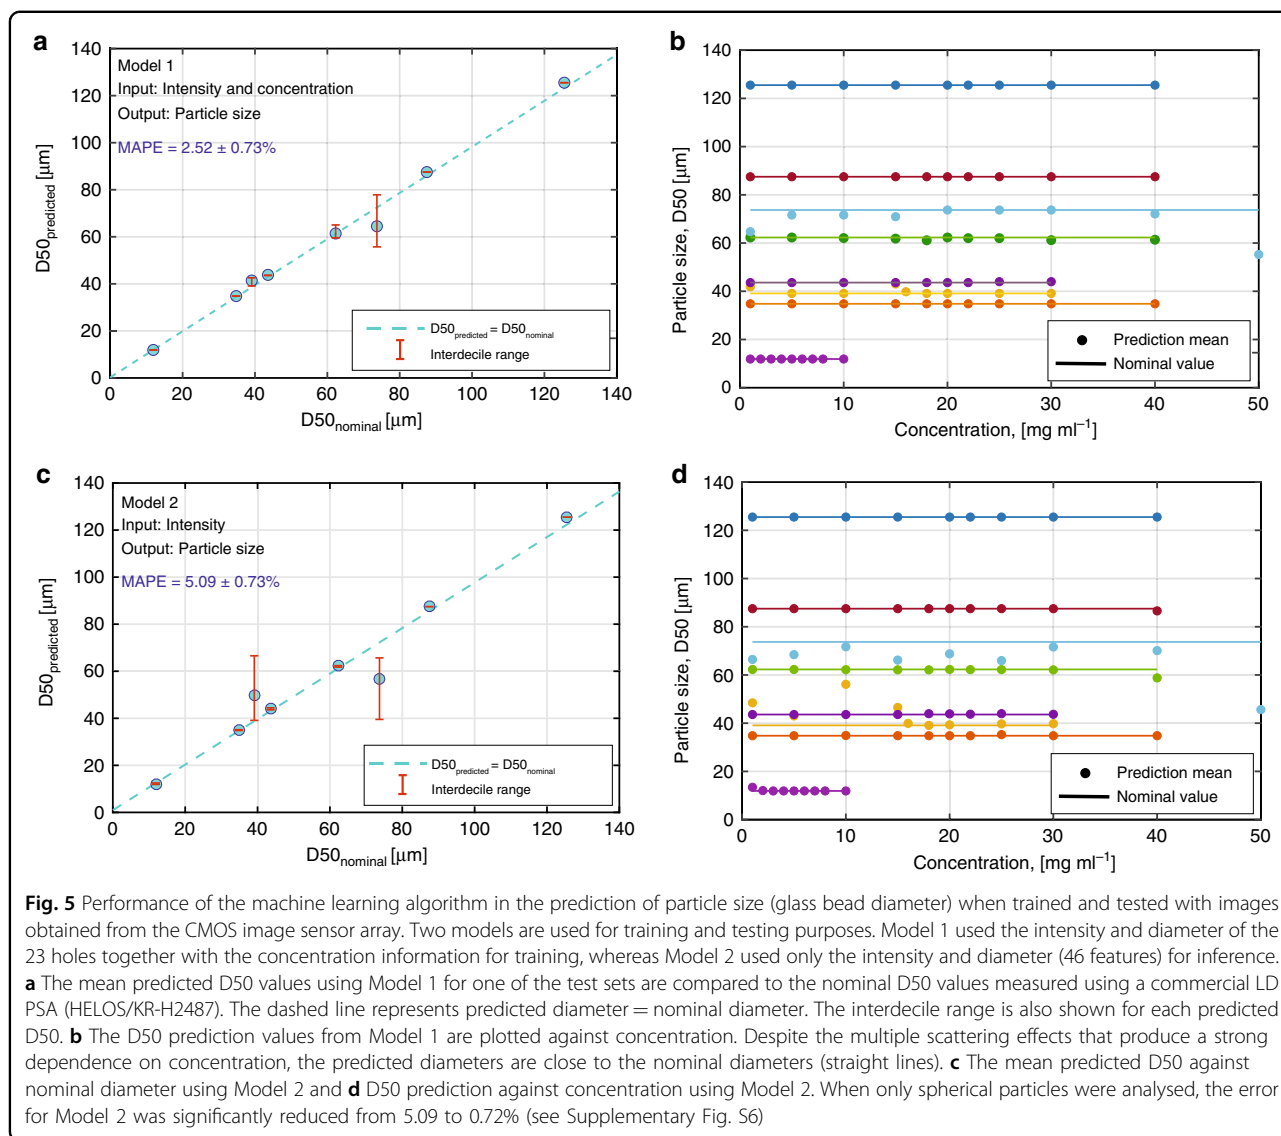 a
140
120
100
80
60
40
20
0
D50predicted [μm]
Model 1
Input: Intensity and concentration
Output: Particle size
MAPE = 2.52 ± 0.73%
D50predicted = D50nominal
Interdecile range
0 20 40 60 80 100 120 140
D50nominal [μm]
b
140
120
100
80
60
40
20
0
Particle size, D50 [μm]
Prediction mean
Nominal value
0 10 20 30 40 50
Concentration, [mg ml⁻¹]
c
140
120
100
80
60
40
20
0
D50predicted [μm]
Model 2
Input: Intensity
Output: Particle size
MAPE = 5.09 ± 0.73%
D50predicted = D50nominal
Interdecile range
0 20 40 60 80 100 120 140
D50nominal [μm]
d
140
120
100
80
60
40
20
0
Particle size, D50 [μm]
Prediction mean
Nominal value
0 10 20 30 40 50
Concentration, [mg ml⁻¹]
Fig. 5 Performance of the machine learning algorithm in the prediction of particle size (glass bead diameter) when trained and tested with images
obtained from the CMOS image sensor array. Two models are used for training and testing purposes. Model 1 used the intensity and diameter of the
23 holes together with the concentration information for training, whereas Model 2 used only the intensity and diameter (46 features) for inference.
a The mean predicted D50 values using Model 1 for one of the test sets are compared to the nominal D50 values measured using a commercial LD
PSA (HELOS/KR-H2487). The dashed line represents predicted diameter = nominal diameter. The interdecile range is also shown for each predicted
D50. b The D50 prediction values from Model 1 are plotted against concentration. Despite the multiple scattering effects that produce a strong
dependence on concentration, the predicted diameters are close to the nominal diameters (straight lines). c The mean predicted D50 against
nominal diameter using Model 2 and d D50 prediction against concentration using Model 2. When only spherical particles were analysed, the error
for Model 2 was significantly reduced from 5.09 to 0.72% (see Supplementary Fig. S6)